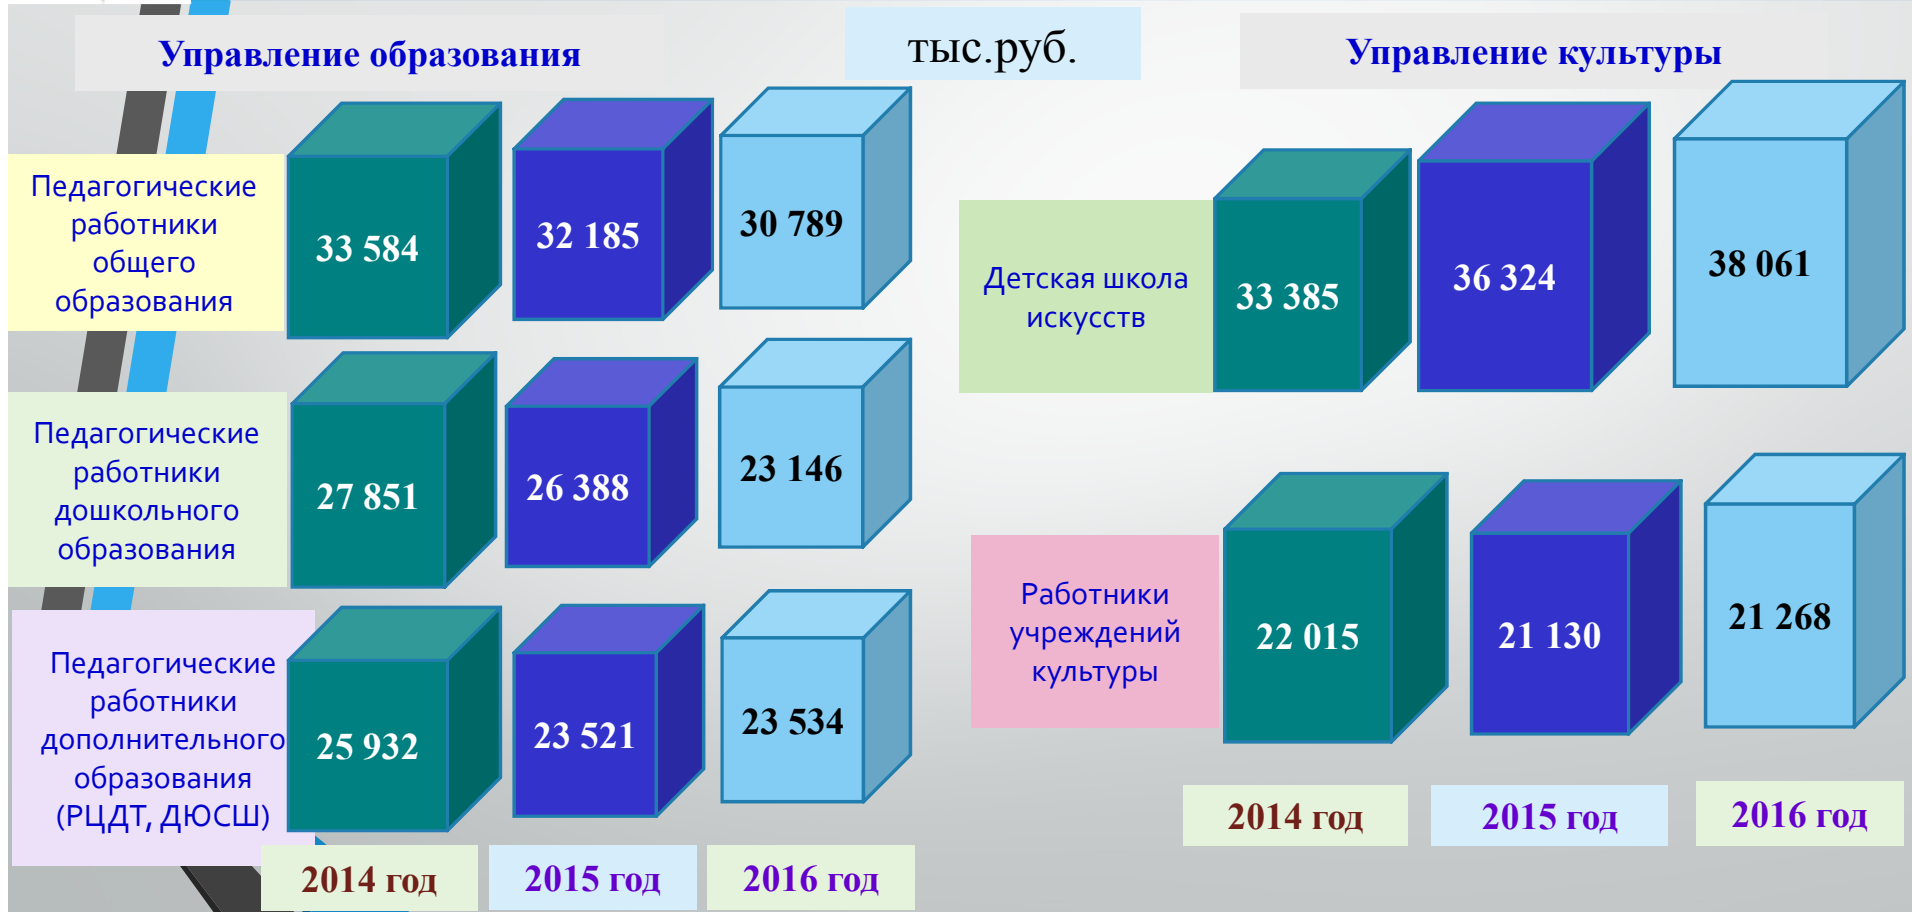 Управление образования
тыс.руб.
Управление культуры
Педагогические
работники
общего
образования
33 584
32 185
30 789
Педагогические
работники
дошкольного
образования
27 851
26 388
23 146
Педагогические
работники
дополнительного
образования
(РЦДТ, ДЮСШ)
25 932
23 521
23 534
2014 год
2015 год
2016 год
Детская школа
искусств
33 385
36 324
38 061
Работники
учреждений
культуры
22 015
21 130
21 268
2014 год
2015 год
2016 год